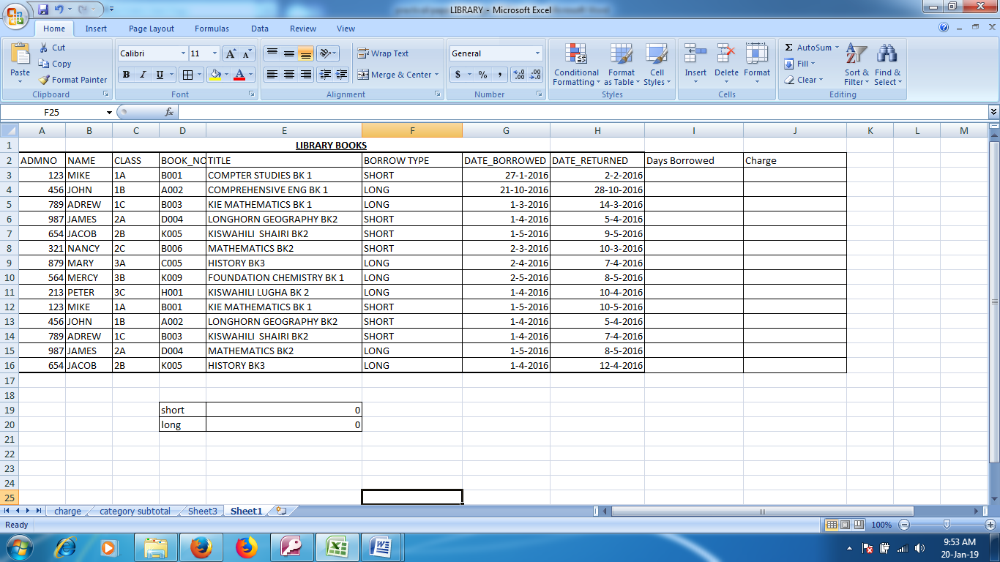 LIBRARY - Microsoft Excel
Home Insert Page Layout Formulas Data Review View
Paste Cut Copy Format Painter Clipboard
Calibri 11 A A B I U A Font
Wrap Text Merge & Center Alignment
General $ % , .0 .00 .00 .0 Number
Conditional Formatting Format as Table Cell Styles Styles
Insert Delete Format Cells
Σ AutoSum Fill Clear Sort & Filter Find & Select Editing
F25 fx
A B C D E F G H I J K L M
1 LIBRARY BOOKS
2 ADMNO NAME CLASS BOOK_NO TITLE BORROW TYPE DATE_BORROWED DATE_RETURNED Days Borrowed Charge
3 123 MIKE 1A B001 COMPTER STUDIES BK 1 SHORT 27-1-2016 2-2-2016
4 456 JOHN 1B A002 COMPREHENSIVE ENG BK 1 LONG 21-10-2016 28-10-2016
5 789 ADREW 1C B003 KIE MATHEMATICS BK 1 LONG 1-3-2016 14-3-2016
6 987 JAMES 2A D004 LONGHORN GEOGRAPHY BK2 SHORT 1-4-2016 5-4-2016
7 654 JACOB 2B K005 KISWAHILI SHAIRI BK2 SHORT 1-5-2016 9-5-2016
8 321 NANCY 2C B006 MATHEMATICS BK2 SHORT 2-3-2016 10-3-2016
9 879 MARY 3A C005 HISTORY BK3 LONG 2-4-2016 7-4-2016
10 564 MERCY 3B K009 FOUNDATION CHEMISTRY BK 1 LONG 2-5-2016 8-5-2016
11 213 PETER 3C H001 KISWAHILI LUGHA BK 2 LONG 1-4-2016 10-4-2016
12 123 MIKE 1A B001 KIE MATHEMATICS BK 1 SHORT 1-5-2016 10-5-2016
13 456 JOHN 1B A002 LONGHORN GEOGRAPHY BK2 SHORT 1-4-2016 5-4-2016
14 789 ADREW 1C B003 KISWAHILI SHAIRI BK2 SHORT 1-4-2016 7-4-2016
15 987 JAMES 2A D004 MATHEMATICS BK2 LONG 1-5-2016 8-5-2016
16 654 JACOB 2B K005 HISTORY BK3 LONG 1-4-2016 12-4-2016
17
18
19 short 0
20 long 0
21
22
23
24
25
charge category subtotal Sheet3 Sheet1
Ready 100%
9:53 AM
20-Jan-19